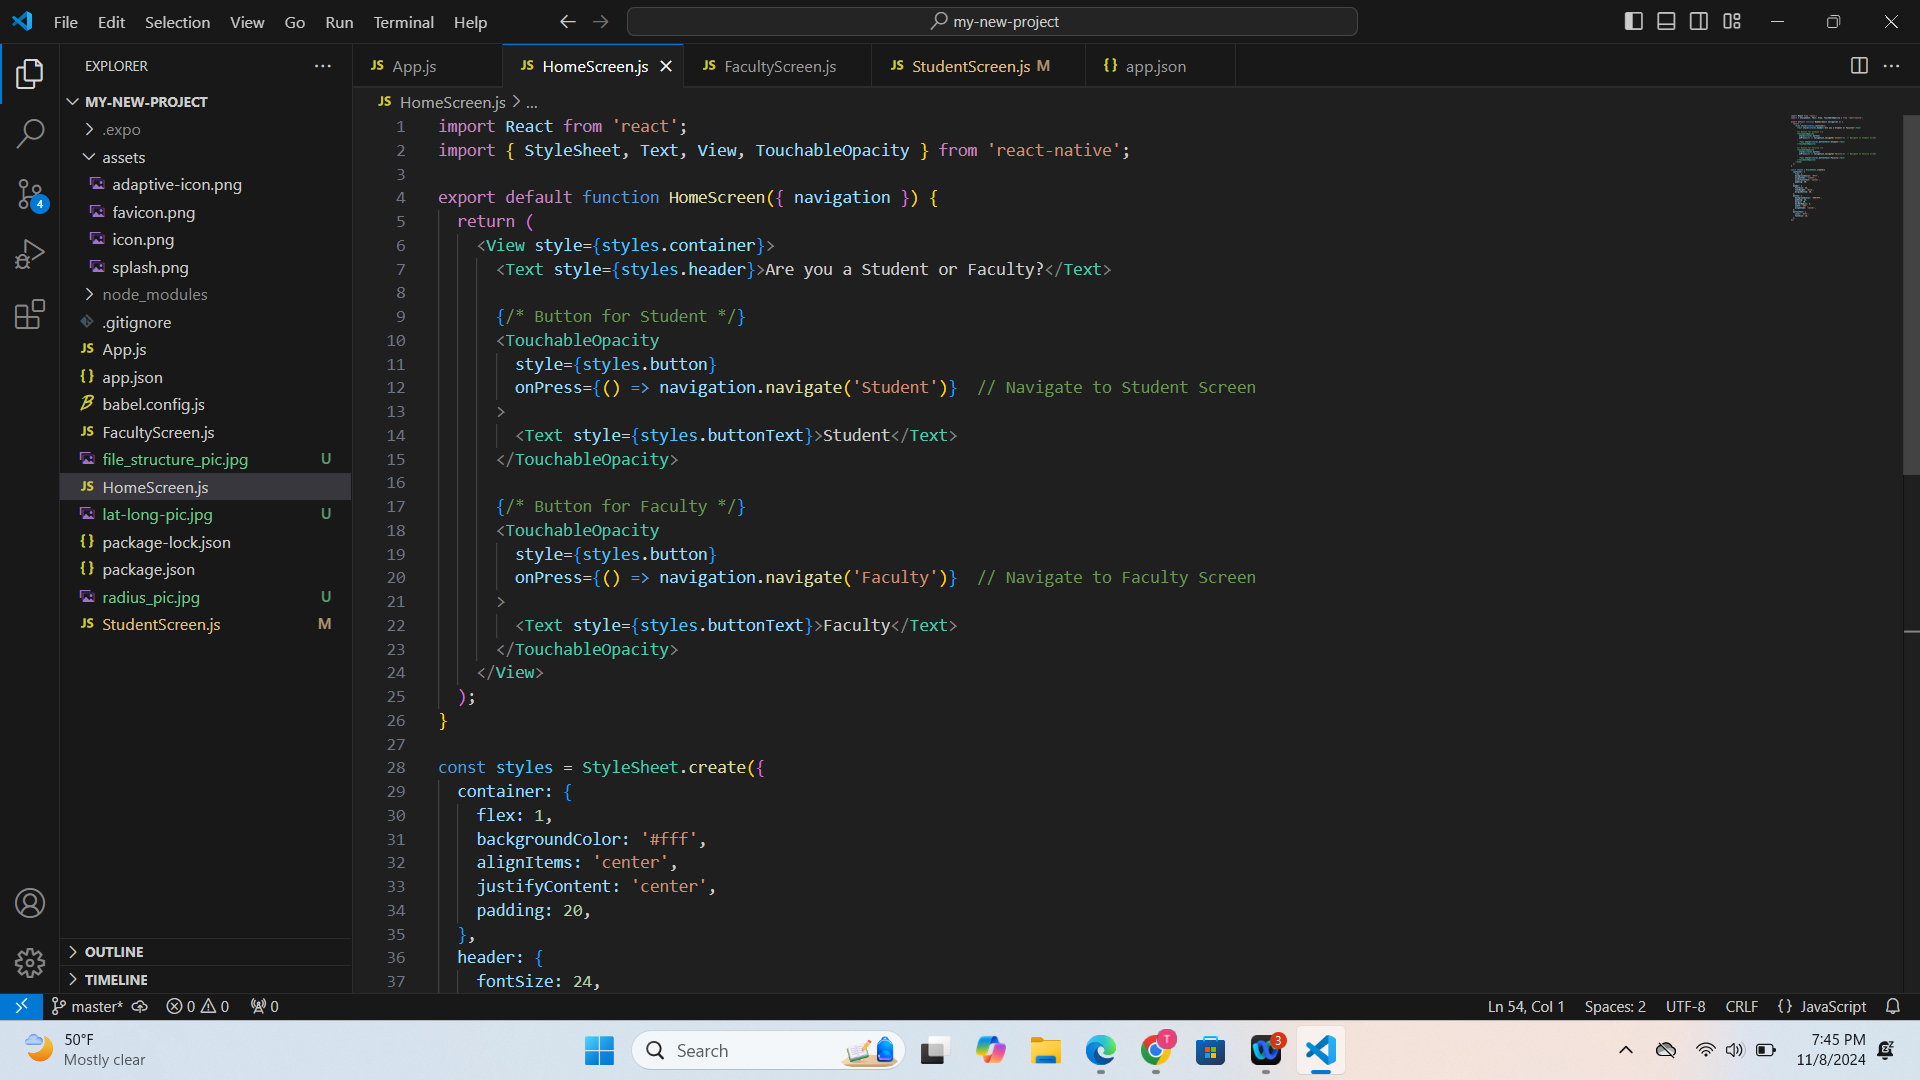 File Edit Selection View Go Run Terminal Help
my-new-project
EXPLORER
MY-NEW-PROJECT
.expo
assets
adaptive-icon.png
favicon.png
icon.png
splash.png
node_modules
.gitignore
JS App.js
{} app.json
babel.config.js
JS FacultyScreen.js
file_structure_pic.jpg U
JS HomeScreen.js
lat-long-pic.jpg U
{} package-lock.json
{} package.json
radius_pic.jpg U
JS StudentScreen.js M
OUTLINE
TIMELINE
4
JS App.js JS HomeScreen.js JS FacultyScreen.js JS StudentScreen.js M {} app.json
JS HomeScreen.js > ...
1 import React from 'react';
2 import { StyleSheet, Text, View, TouchableOpacity } from 'react-native';
3
4 export default function HomeScreen({ navigation }) {
5 return (
6 <View style={styles.container}>
7 <Text style={styles.header}>Are you a Student or Faculty?</Text>
8
9 {/* Button for Student */}
10 <TouchableOpacity
11 style={styles.button}
12 onPress={() => navigation.navigate('Student')} // Navigate to Student Screen
13 >
14 <Text style={styles.buttonText}>Student</Text>
15 </TouchableOpacity>
16
17 {/* Button for Faculty */}
18 <TouchableOpacity
19 style={styles.button}
20 onPress={() => navigation.navigate('Faculty')} // Navigate to Faculty Screen
21 >
22 <Text style={styles.buttonText}>Faculty</Text>
23 </TouchableOpacity>
24 </View>
25 );
26 }
27
28 const styles = StyleSheet.create({
29 container: {
30 flex: 1,
31 backgroundColor: '#fff',
32 alignItems: 'center',
33 justifyContent: 'center',
34 padding: 20,
35 },
36 header: {
37 fontSize: 24,
master* 0 0 0 Ln 54, Col 1 Spaces: 2 UTF-8 CRLF {} JavaScript
50°F
Mostly clear
Search
T
3
7:45 PM
11/8/2024